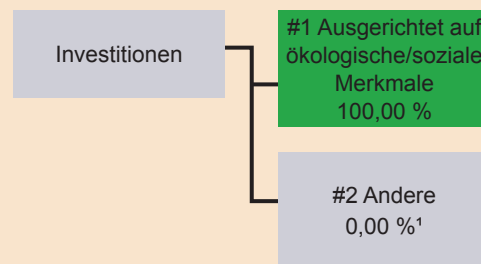 Investitionen
#1 Ausgerichtet auf
ökologische/soziale
Merkmale
100,00 %
#2 Andere
0,00 %¹